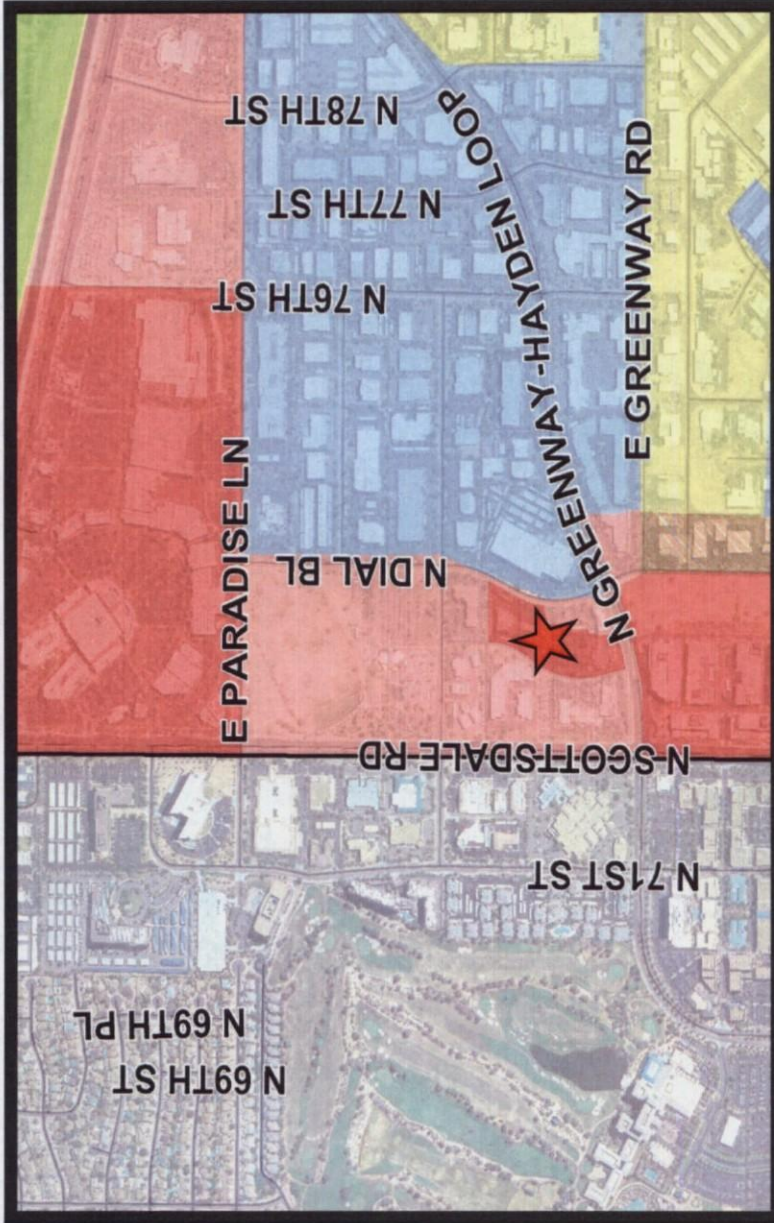 N 69TH ST
N 69TH PL
N 71ST ST
N SCOTTSDALE RD
E PARADISE LN
N DIAL BL
N GREENWAY-HAYDEN LOOP
E GREENWAY RD
N 76TH ST
N 77TH ST
N 78TH ST